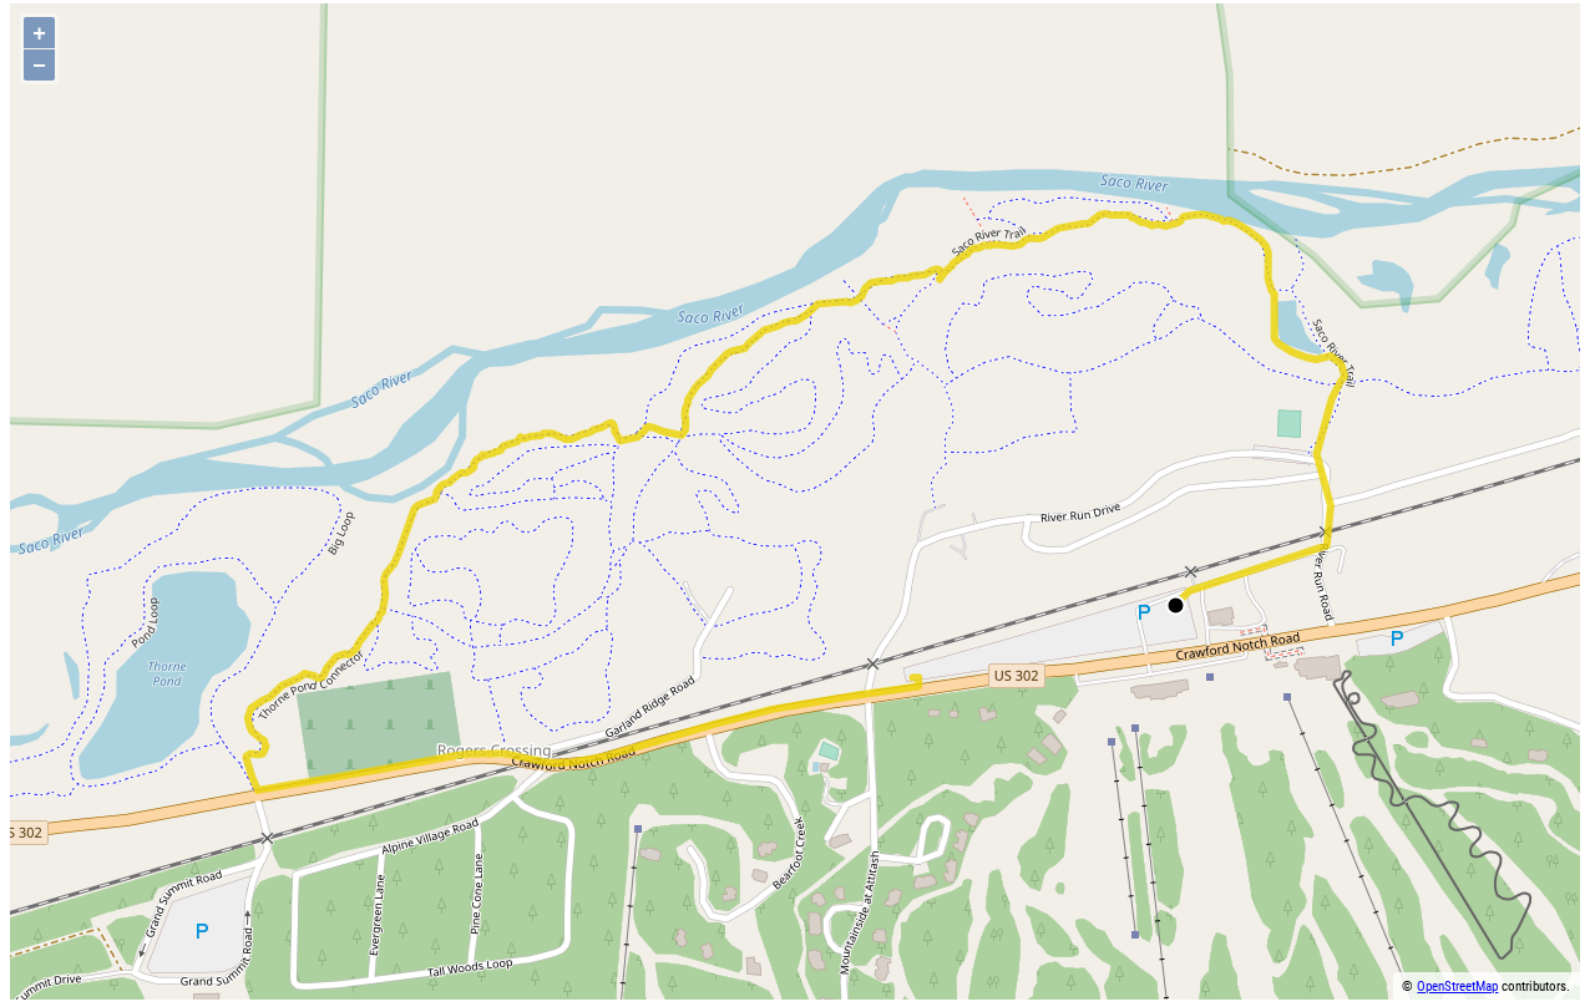 +
−
Saco River
Saco River Trail
Saco River
Saco River Trail
Saco River
Saco River
Big Loop
River Run Drive
River Run Road
Pond Loop
P
Thorne
Pond
Thorne Pond Connector
Crawford Notch Road
P
US 302
Garland Ridge Road
Rogers Crossing
Crawford Notch Road
S 302
Alpine Village Road
Bearfoot Creek
Grand Summit Road
Evergreen Lane
Pine Cone Lane
Mountainside at Attitash
P
Grand Summit Road
Tall Woods Loop
Summit Drive
Grand Summit Road
© OpenStreetMap contributors.